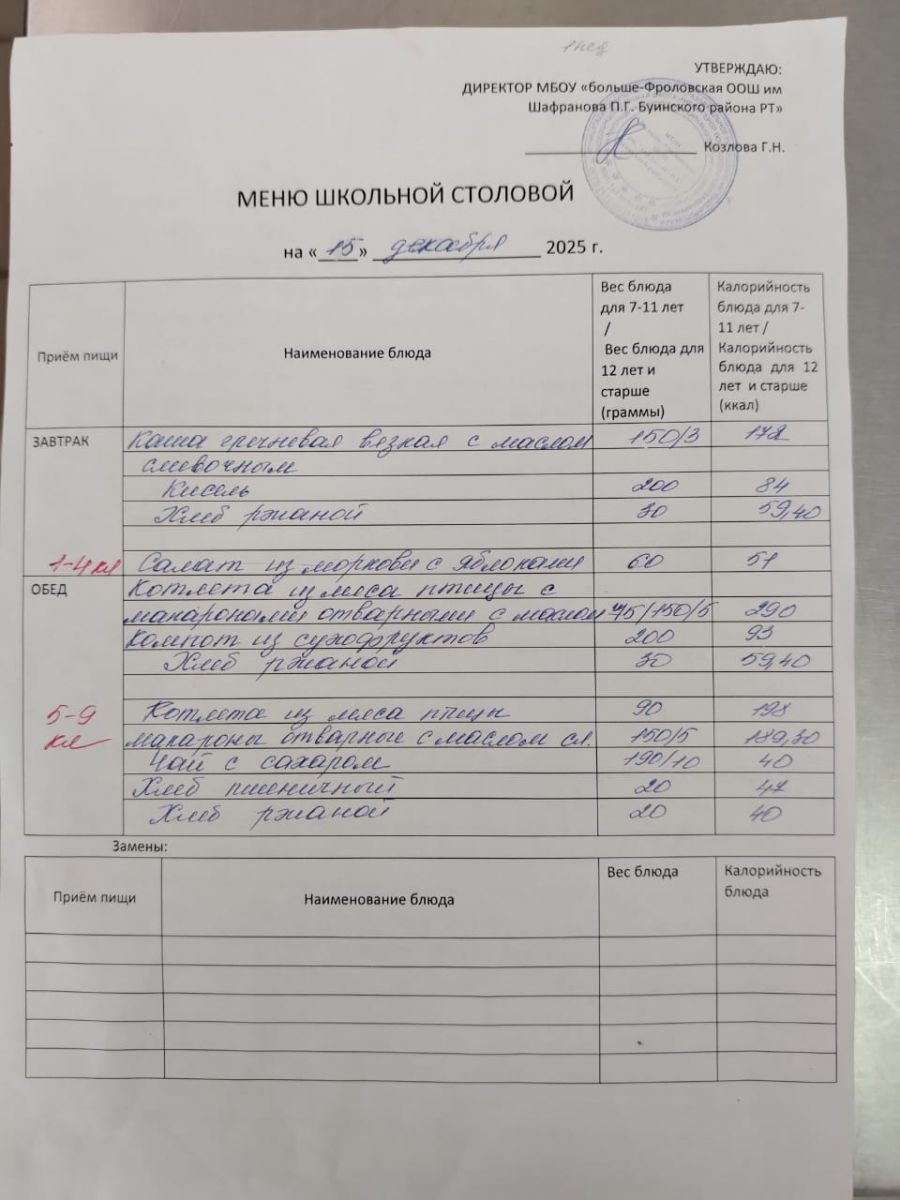 1 нед
УТВЕРЖДАЮ:
ДИРЕКТОР МБОУ «больше-Фроловская ООШ им
Шафранова П.Г. Буинского района РТ»
Козлова Г.Н.
МЕНЮ ШКОЛЬНОЙ СТОЛОВОЙ
на «15» декабря 2025 г.
Приём пищи
Наименование блюда
Вес блюда
для 7-11 лет
/
Вес блюда для
12 лет и
старше
(граммы)
Калорийность
блюда для 7-
11 лет /
Калорийность
блюда для 12
лет и старше
(ккал)
ЗАВТРАК Каша гречневая вязкая с маслом 150/3 172
сливочным
Кисель 200 84
Хлеб ржаной 30 59,40
1-4 кл Салат из моркови с яблоками 60 51
ОБЕД Котлета из мяса птицы с
макаронами отварными с маслом 45/150/5 290
Компот из сухофруктов 200 93
Хлеб ржаной 30 59,40
5-9 Котлета из мяса птицы 90 198
кл макароны отварные с маслом сл. 150/5 189,30
Чай с сахаром 190/10 40
Хлеб пшеничный 20 47
Хлеб ржаной 20 40
Замены:
Приём пищи Наименование блюда Вес блюда Калорийность
блюда